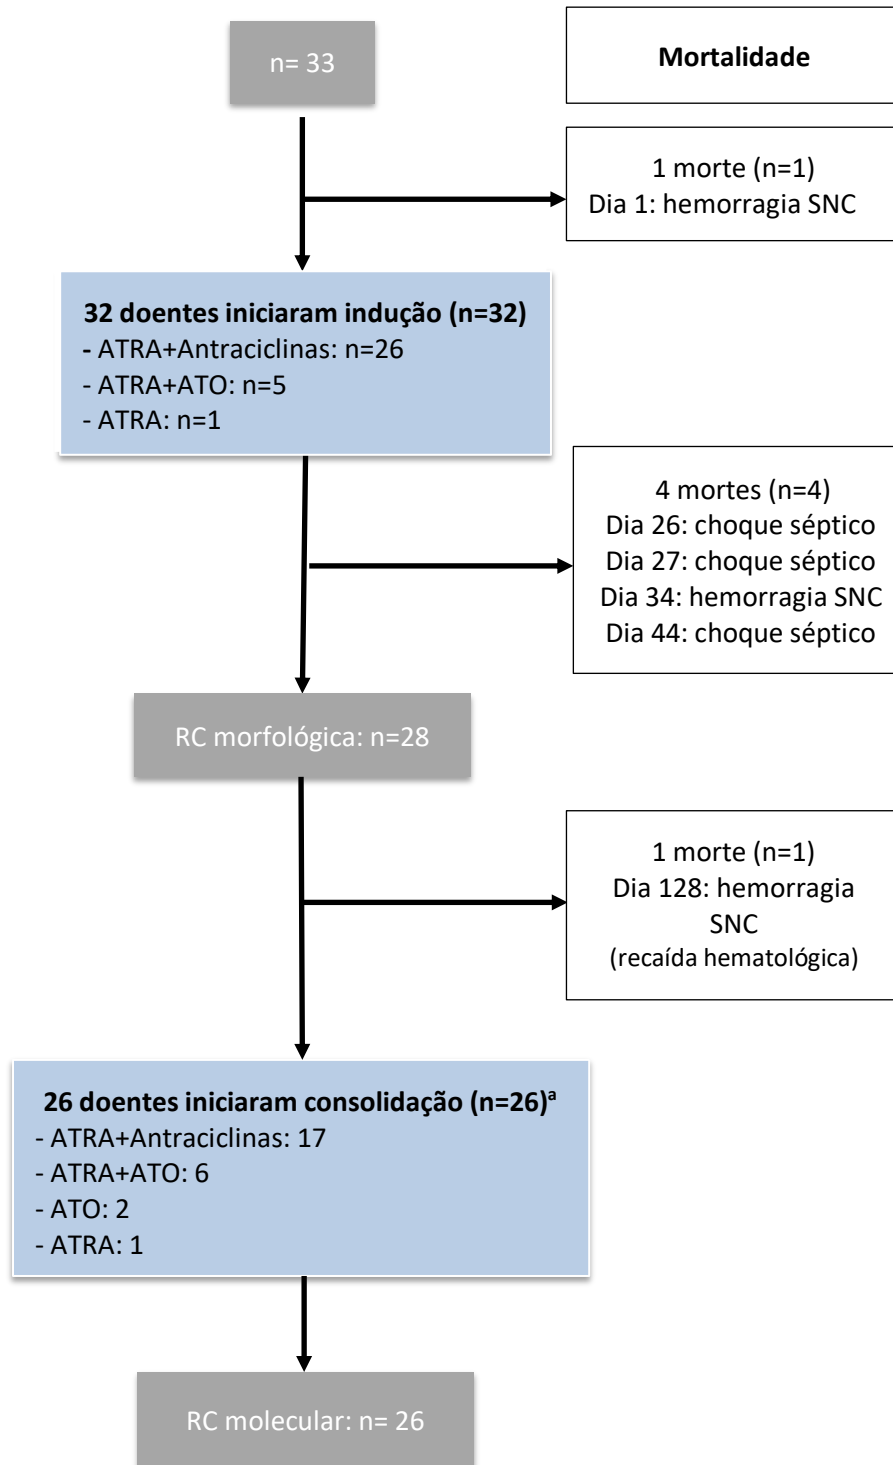 n= 33
Mortalidade
1 morte (n=1)
Dia 1: hemorragia SNC
32 doentes iniciaram indução (n=32)
- ATRA+Antraciclinas: n=26
- ATRA+ATO: n=5
- ATRA: n=1
4 mortes (n=4)
Dia 26: choque séptico
Dia 27: choque séptico
Dia 34: hemorragia SNC
Dia 44: choque séptico
RC morfológica: n=28
1 morte (n=1)
Dia 128: hemorragia
SNC
(recaída hematológica)
26 doentes iniciaram consolidação (n=26)ª
- ATRA+Antraciclinas: 17
- ATRA+ATO: 6
- ATO: 2
- ATRA: 1
RC molecular: n= 26